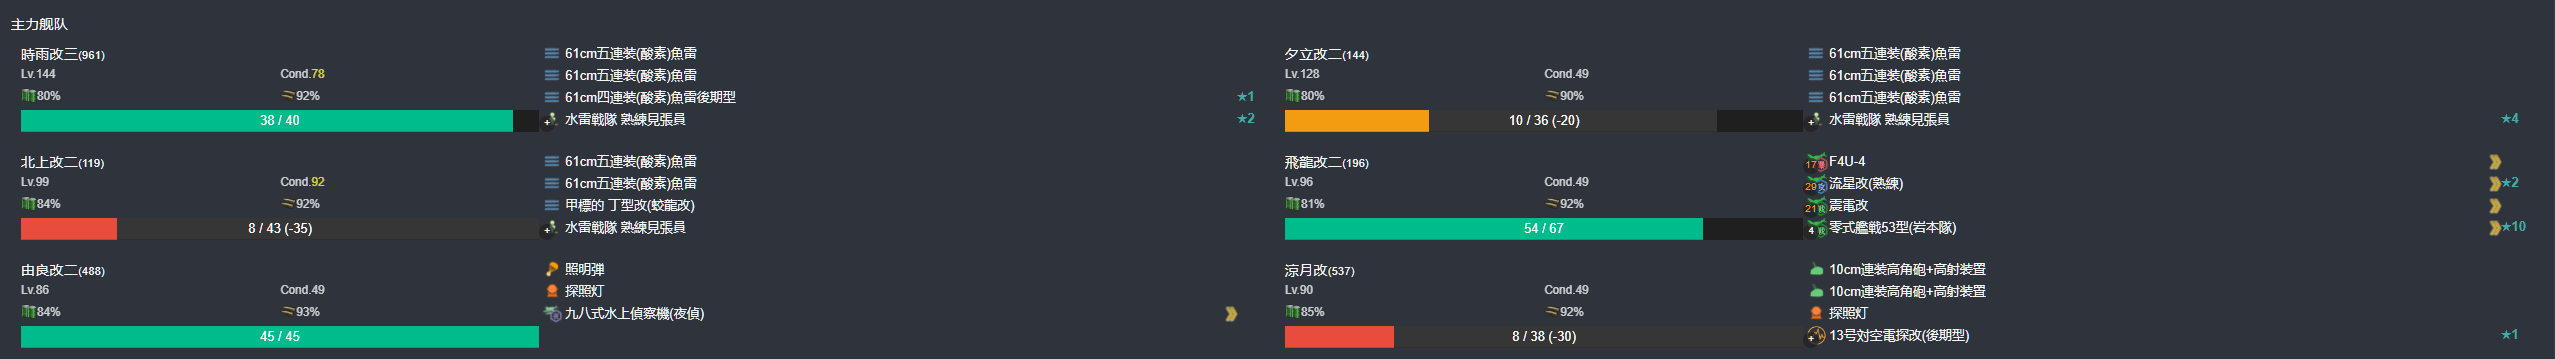 主力舰队
時雨改三(961)
Lv.144 Cond.78
80% 92%
38 / 40
61cm五連装(酸素)魚雷
61cm五連装(酸素)魚雷
61cm四連装(酸素)魚雷後期型 ★1
+ 水雷戦隊 熟練見張員 ★2
夕立改二(144)
Lv.128 Cond.49
80% 90%
10 / 36 (-20)
61cm五連装(酸素)魚雷
61cm五連装(酸素)魚雷
61cm五連装(酸素)魚雷
+ 水雷戦隊 熟練見張員 ★4
北上改二(119)
Lv.99 Cond.92
84% 92%
8 / 43 (-35)
61cm五連装(酸素)魚雷
61cm五連装(酸素)魚雷
甲標的 丁型改(蛟龍改)
+ 水雷戦隊 熟練見張員
飛龍改二(196)
Lv.96 Cond.49
81% 92%
54 / 67
17 F4U-4
29 流星改(熟練) ★2
21 震電改
4 零式艦戦53型(岩本隊) ★10
由良改二(488)
Lv.86 Cond.49
84% 93%
45 / 45
照明弾
探照灯
九八式水上偵察機(夜偵)
涼月改(537)
Lv.90 Cond.49
85% 92%
8 / 38 (-30)
10cm連装高角砲+高射装置
10cm連装高角砲+高射装置
探照灯
+ 13号対空電探改(後期型) ★1